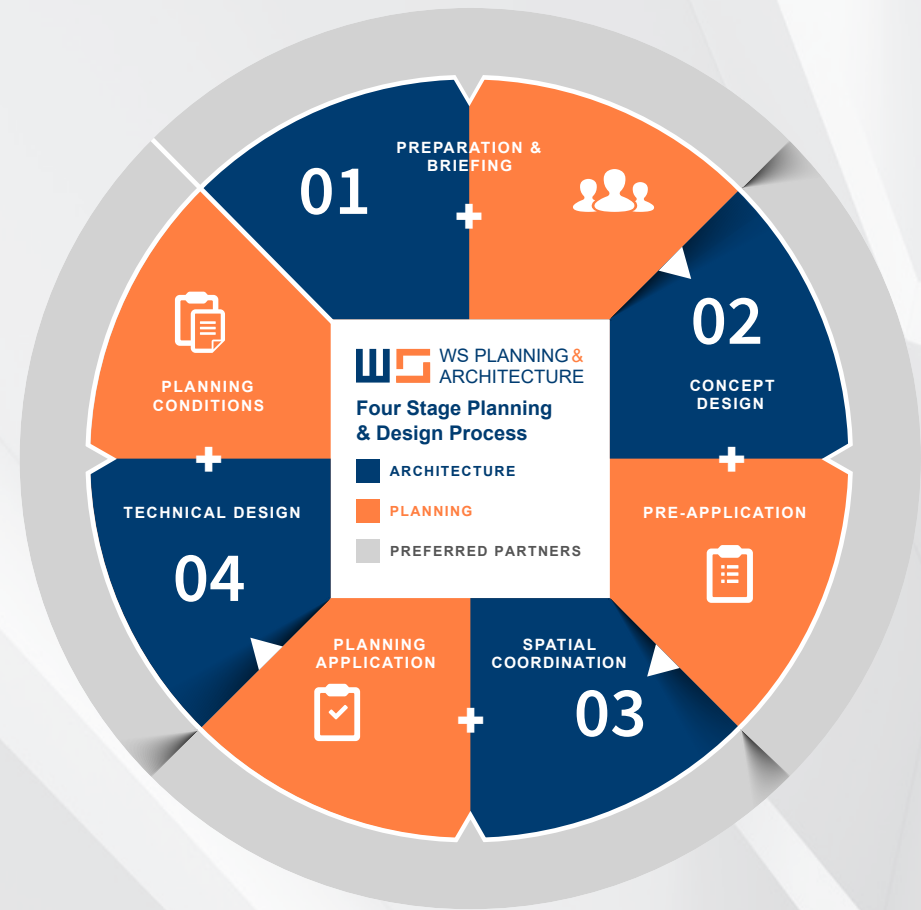 PREPARATION &
BRIEFING
01
02
CONCEPT
DESIGN
PRE-APPLICATION
SPATIAL
COORDINATION
03
PLANNING
APPLICATION
TECHNICAL DESIGN
04
PLANNING
CONDITIONS
WS WS PLANNING &
ARCHITECTURE
Four Stage Planning
& Design Process
ARCHITECTURE
PLANNING
PREFERRED PARTNERS